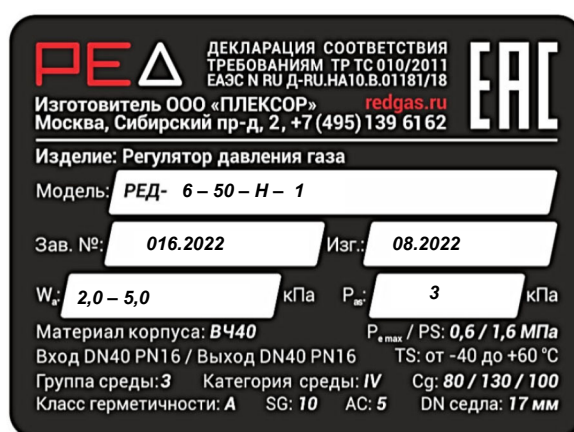 РЕД
ДЕКЛАРАЦИЯ СООТВЕТСТВИЯ
ТРЕБОВАНИЯМ ТР ТС 010/2011
ЕАЭС N RU Д-RU.НА10.В.01181/18
EAC
Изготовитель ООО «ПЛЕКСОР» redgas.ru
Москва, Сибирский пр-д, 2, +7 (495) 139 61 62
Изделие: Регулятор давления газа
Модель: РЕД- 6 – 50 – Н – 1
Зав. №: 016.2022 Изг.: 08.2022
Wa: 2,0 – 5,0 кПа Pas: 3 кПа
Материал корпуса: ВЧ40 Pe max / PS: 0,6 / 1,6 МПа
Вход DN40 PN16 / Выход DN40 PN16 TS: от -40 до +60 °C
Группа среды: 3 Категория среды: IV Cg: 80 / 130 / 100
Класс герметичности: А SG: 10 AC: 5 DN седла: 17 мм